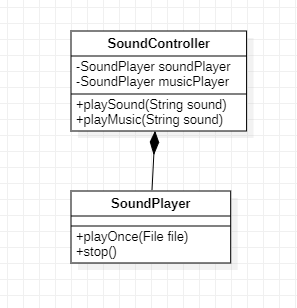 SoundController
-SoundPlayer soundPlayer
-SoundPlayer musicPlayer
+playSound(String sound)
+playMusic(String sound)
SoundPlayer
+playOnce(File file)
+stop()